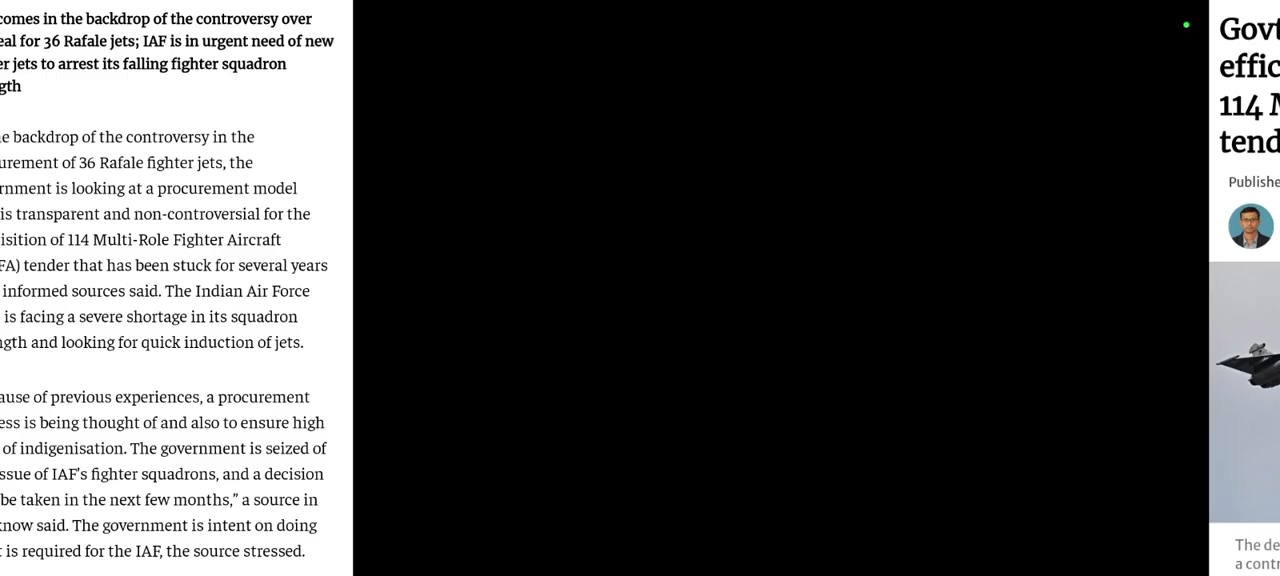 comes in the backdrop of the controversy over
eal for 36 Rafale jets; IAF is in urgent need of new
er jets to arrest its falling fighter squadron
gth
he backdrop of the controversy in the
urement of 36 Rafale fighter jets, the
rnment is looking at a procurement model
is transparent and non-controversial for the
isition of 114 Multi-Role Fighter Aircraft
FA) tender that has been stuck for several years
informed sources said. The Indian Air Force
is facing a severe shortage in its squadron
ngth and looking for quick induction of jets.
ause of previous experiences, a procurement
ess is being thought of and also to ensure high
of indigenisation. The government is seized of
ssue of IAF’s fighter squadrons, and a decision
be taken in the next few months,” a source in
know said. The government is intent on doing
t is required for the IAF, the source stressed.
Govt
effic
114 M
tend
Publishe
The de
a contr